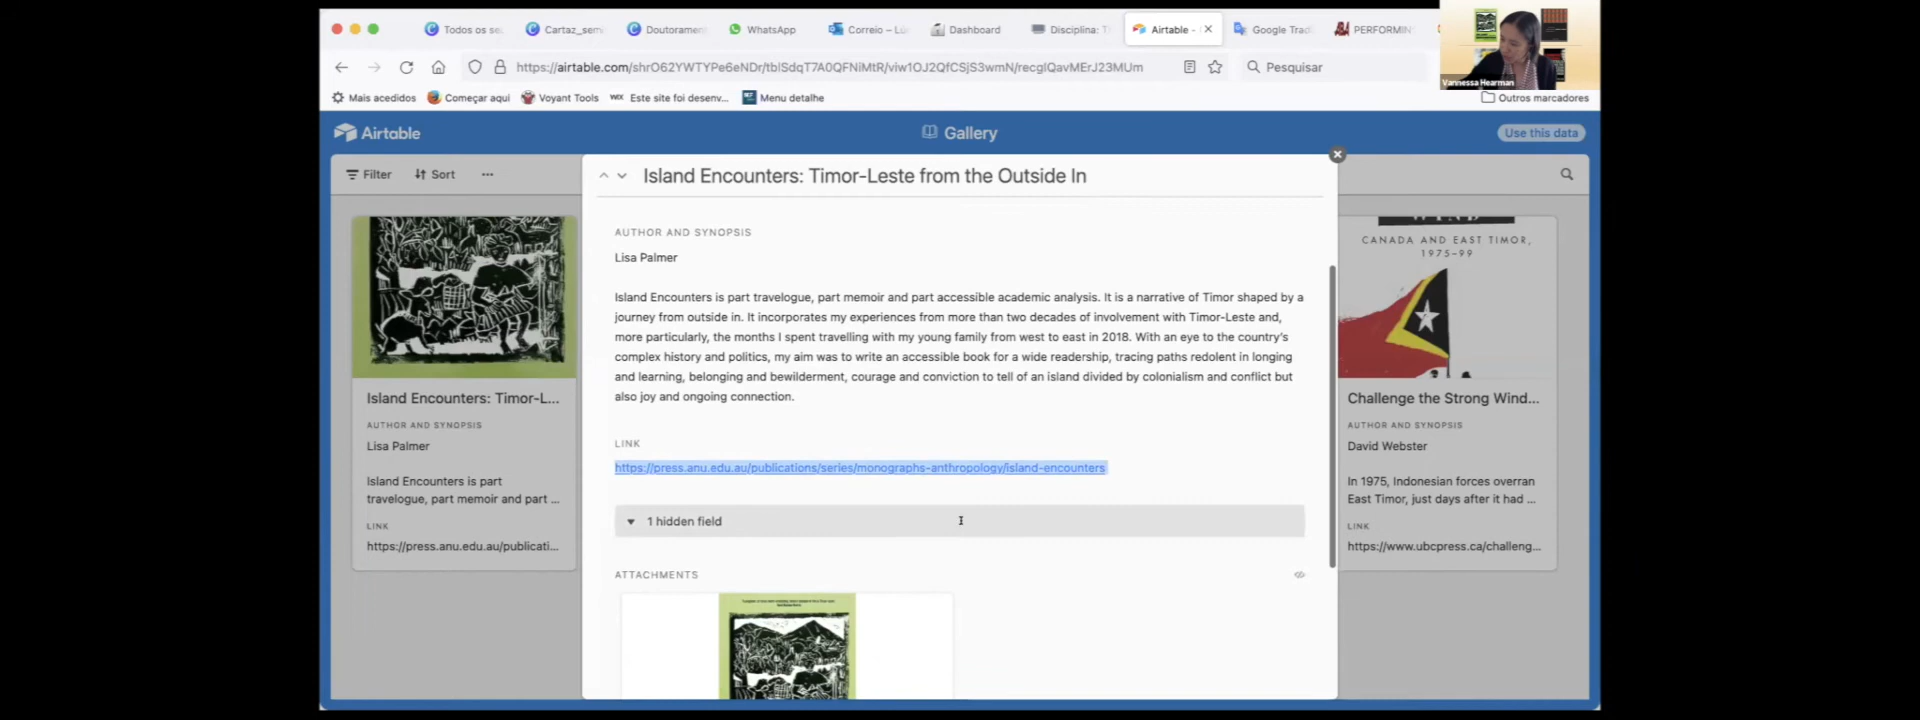 Todos os se
Cartaz_sem
Doutoramen
WhatsApp
Correio – Lú
Dashboard
Disciplina: T
Airtable -
Google Trad
PERFORMIN
https://airtable.com/shrO62YWTYPe6eNDr/tblSdqT7A0QFNiMtR/viw1OJ2QfCSjS3wmN/recglQavMErJ23MUm
Pesquisar
Vannessa Hearman
Mais acedidos
Começar aqui
Voyant Tools
WIX Este site foi desenv...
Menu detalhe
Outros marcadores
Airtable
Gallery
Use this data
Filter
Sort
...
Island Encounters: Timor-Leste from the Outside In
AUTHOR AND SYNOPSIS
Lisa Palmer
Island Encounters is part travelogue, part memoir and part accessible academic analysis. It is a narrative of Timor shaped by a
journey from outside in. It incorporates my experiences from more than two decades of involvement with Timor-Leste and,
more particularly, the months I spent travelling with my young family from west to east in 2018. With an eye to the country's
complex history and politics, my aim was to write an accessible book for a wide readership, tracing paths redolent in longing
and learning, belonging and bewilderment, courage and conviction to tell of an island divided by colonialism and conflict but
also joy and ongoing connection.
LINK
https://press.anu.edu.au/publications/series/monographs-anthropology/island-encounters
1 hidden field
ATTACHMENTS
Island Encounters: Timor-L...
AUTHOR AND SYNOPSIS
Lisa Palmer
Island Encounters is part
travelogue, part memoir and part ...
LINK
https://press.anu.edu.au/publicati...
CANADA AND EAST TIMOR,
1975–99
Challenge the Strong Wind...
AUTHOR AND SYNOPSIS
David Webster
In 1975, Indonesian forces overran
East Timor, just days after it had ...
LINK
https://www.ubcpress.ca/challeng...